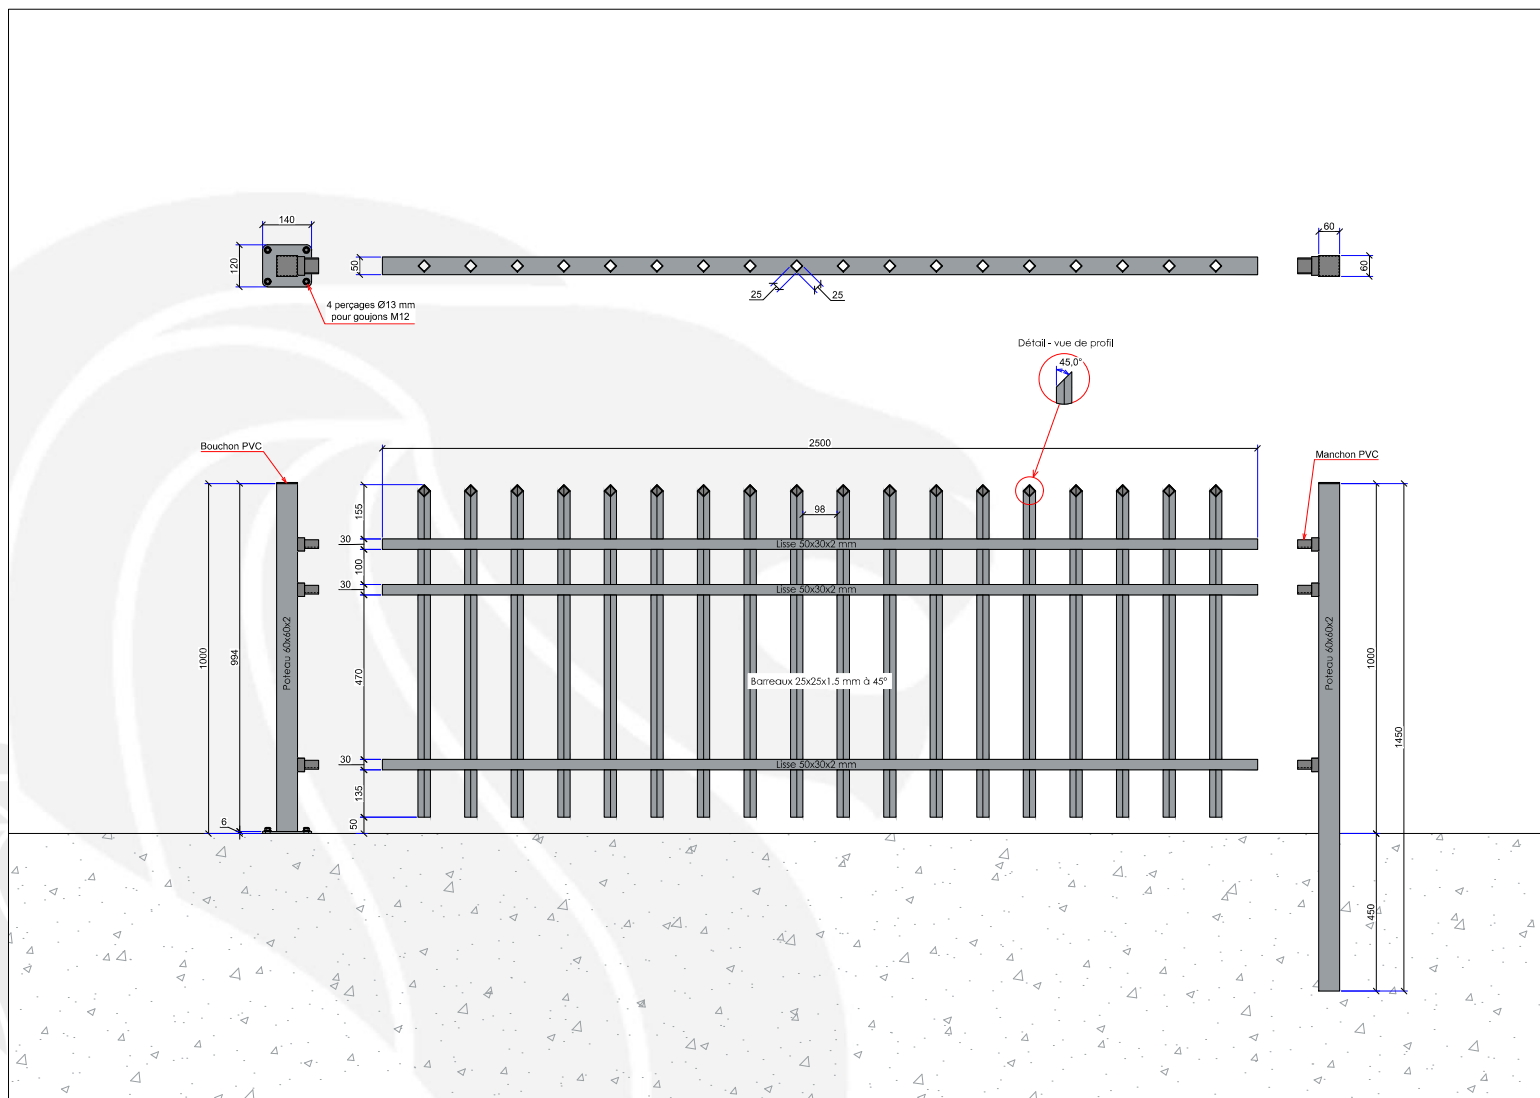 140
120
4 perçages Ø13 mm
pour goujons M12
50
25
25
60
60
Détail - vue de profil
45,0°
Bouchon PVC
2500
Manchon PVC
155
98
30
Lisse 50x30x2 mm
100
30
Lisse 50x30x2 mm
1000
994
Poteau 60x60x2
470
Barreaux 25x25x1.5 mm à 45°
Poteau 60x60x2
1000
1450
30
Lisse 50x30x2 mm
135
6
50
450